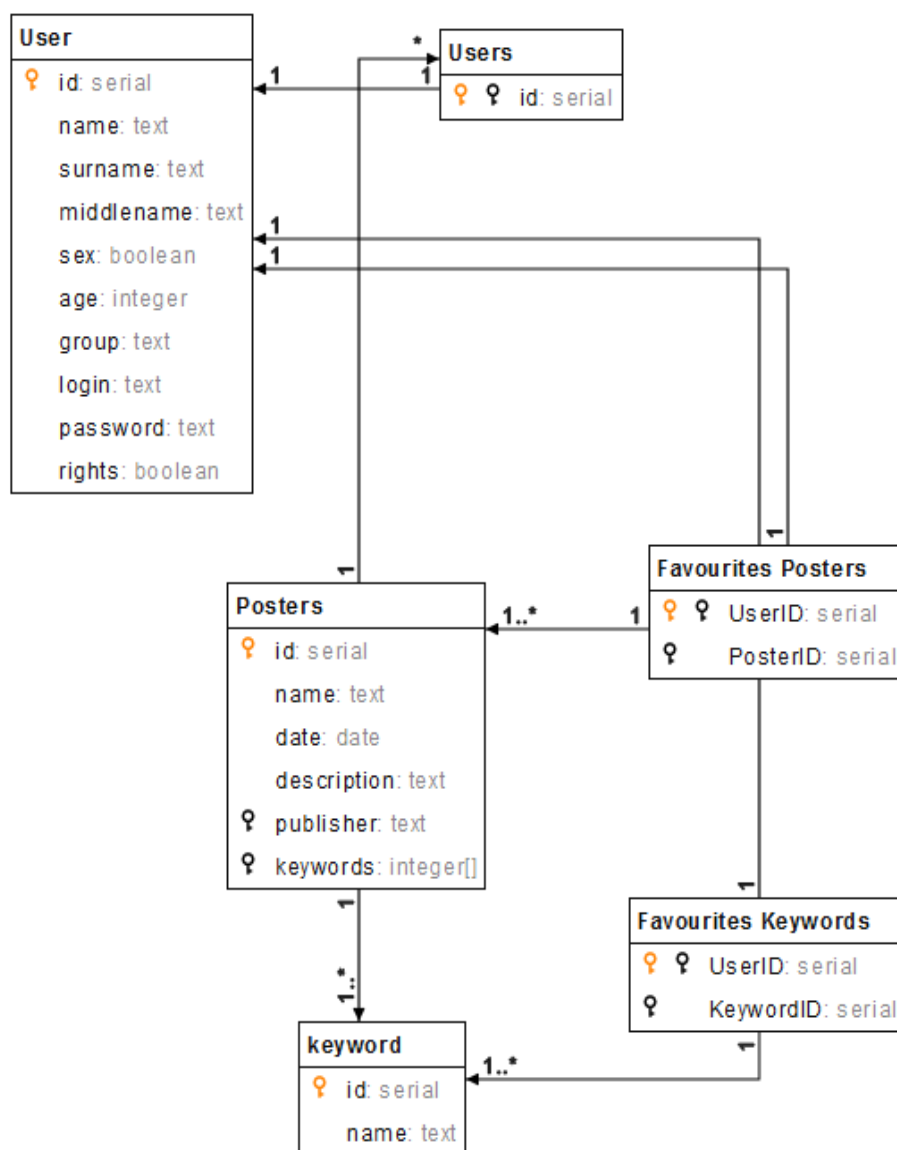 User
id: serial
name: text
surname: text
middlename: text
sex: boolean
age: integer
group: text
login: text
password: text
rights: boolean
*
Users
id: serial
1
1
1
1
1
1
Favourites Posters
UserID: serial
PosterID: serial
1..*
1
Posters
id: serial
name: text
date: date
description: text
publisher: text
keywords: integer[]
1
1..*
1
Favourites Keywords
UserID: serial
KeywordID: serial
1
1..*
keyword
id: serial
name: text